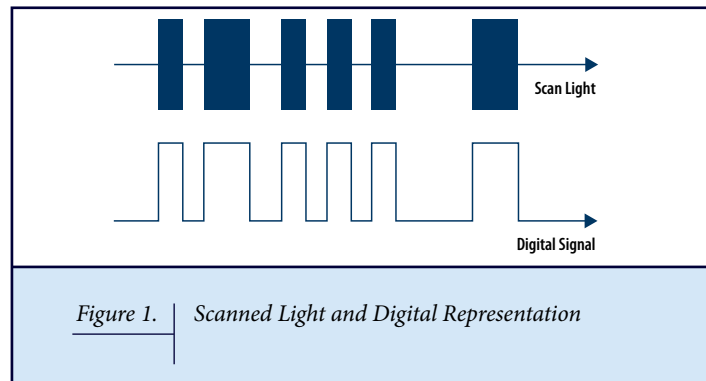 Scan Light
Digital Signal
Figure 1. Scanned Light and Digital Representation